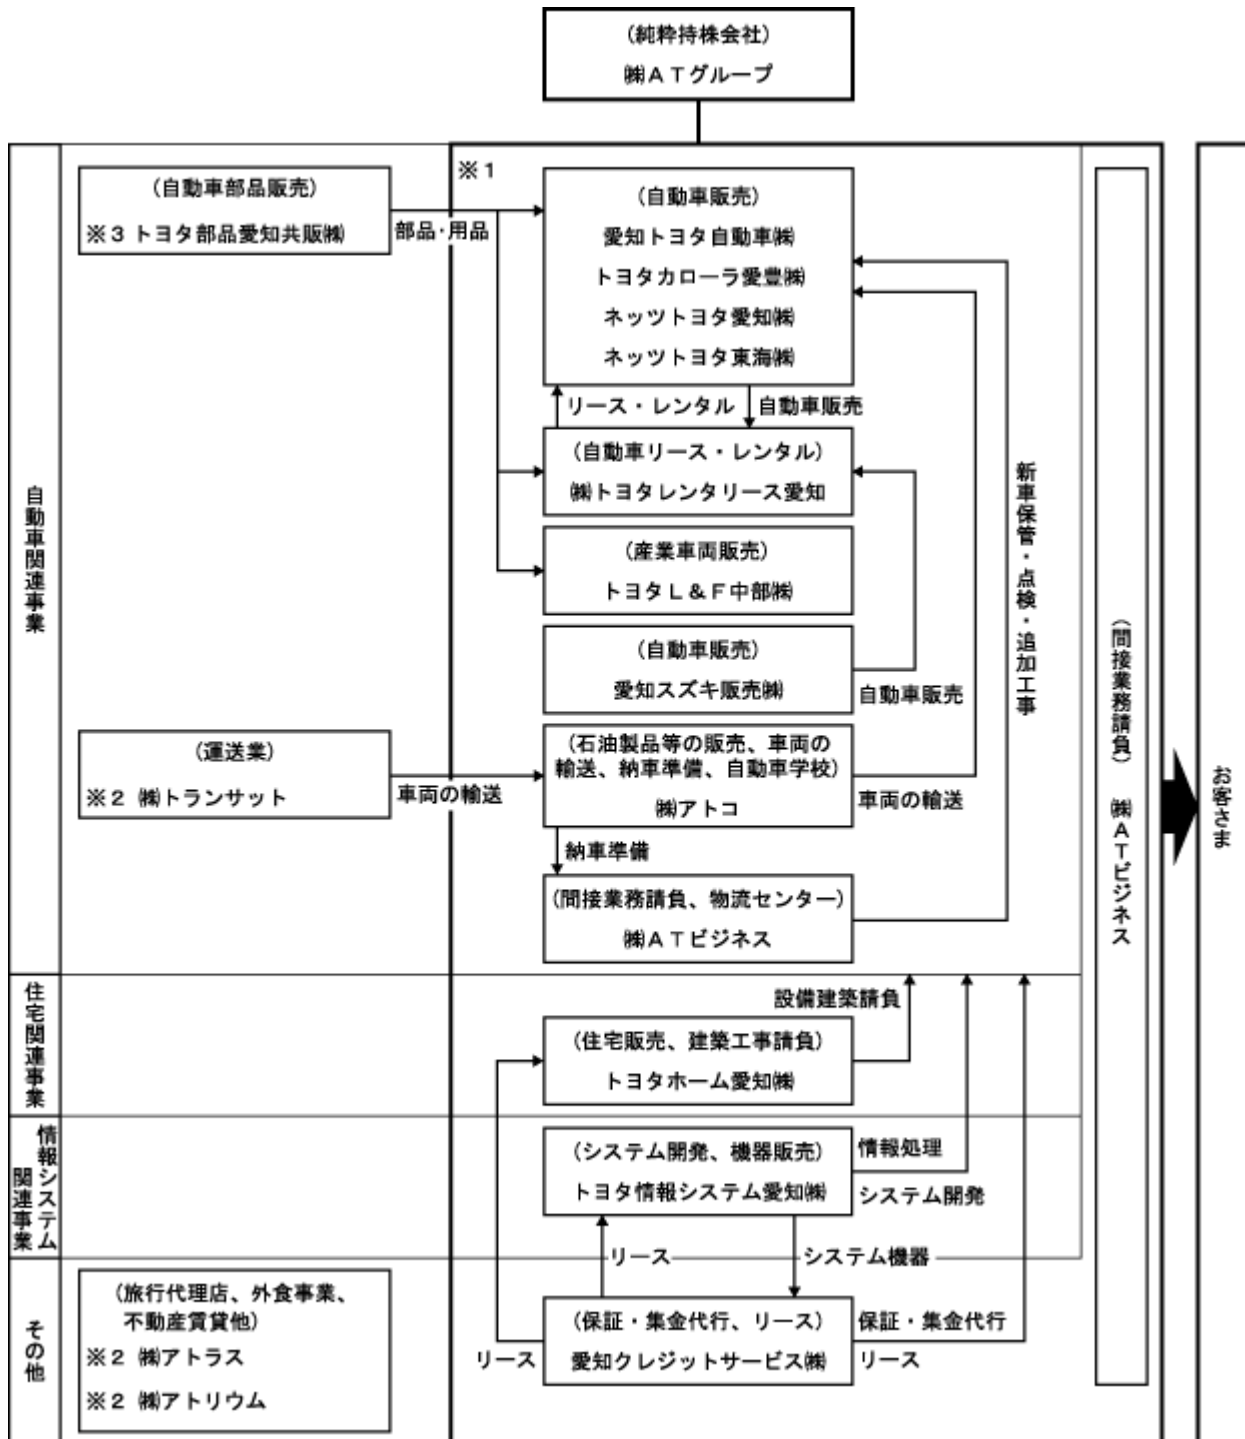 (純粋持株会社)
㈱ＡＴグループ
※１
(自動車部品販売)
※３トヨタ部品愛知共販㈱
部品・用品
(自動車販売)
愛知トヨタ自動車㈱
トヨタカローラ愛豊㈱
ネッツトヨタ愛知㈱
ネッツトヨタ東海㈱
リース・レンタル
自動車販売
(自動車リース・レンタル)
㈱トヨタレンタリース愛知
(産業車両販売)
トヨタＬ＆Ｆ中部㈱
(自動車販売)
愛知スズキ販売㈱
自動車販売
(運送業)
※２ ㈱トランサット
車両の輸送
(石油製品等の販売、車両の
輸送、納車準備、自動車学校)
㈱アトコ
車両の輸送
納車準備
(間接業務請負、物流センター)
㈱ＡＴビジネス
新車保管・点検・追加工事
自動車関連事業
住宅関連事業
設備建築請負
(住宅販売、建築工事請負)
トヨタホーム愛知㈱
情報システム
関連事業
(システム開発、機器販売)
トヨタ情報システム愛知㈱
情報処理
システム開発
リース
システム機器
その他
(旅行代理店、外食事業、
不動産賃貸他)
※２ ㈱アトラス
※２ ㈱アトリウム
リース
(保証・集金代行、リース)
愛知クレジットサービス㈱
保証・集金代行
リース
(間接業務請負) ㈱ＡＴビジネス
お客さま